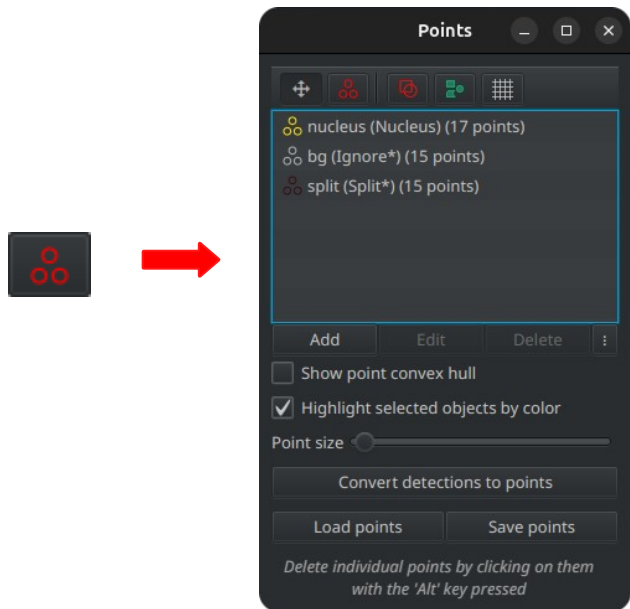 Points
nucleus (Nucleus) (17 points)
bg (Ignore*) (15 points)
split (Split*) (15 points)
Add Edit Delete
Show point convex hull
Highlight selected objects by color
Point size
Convert detections to points
Load points Save points
Delete individual points by clicking on them
with the 'Alt' key pressed